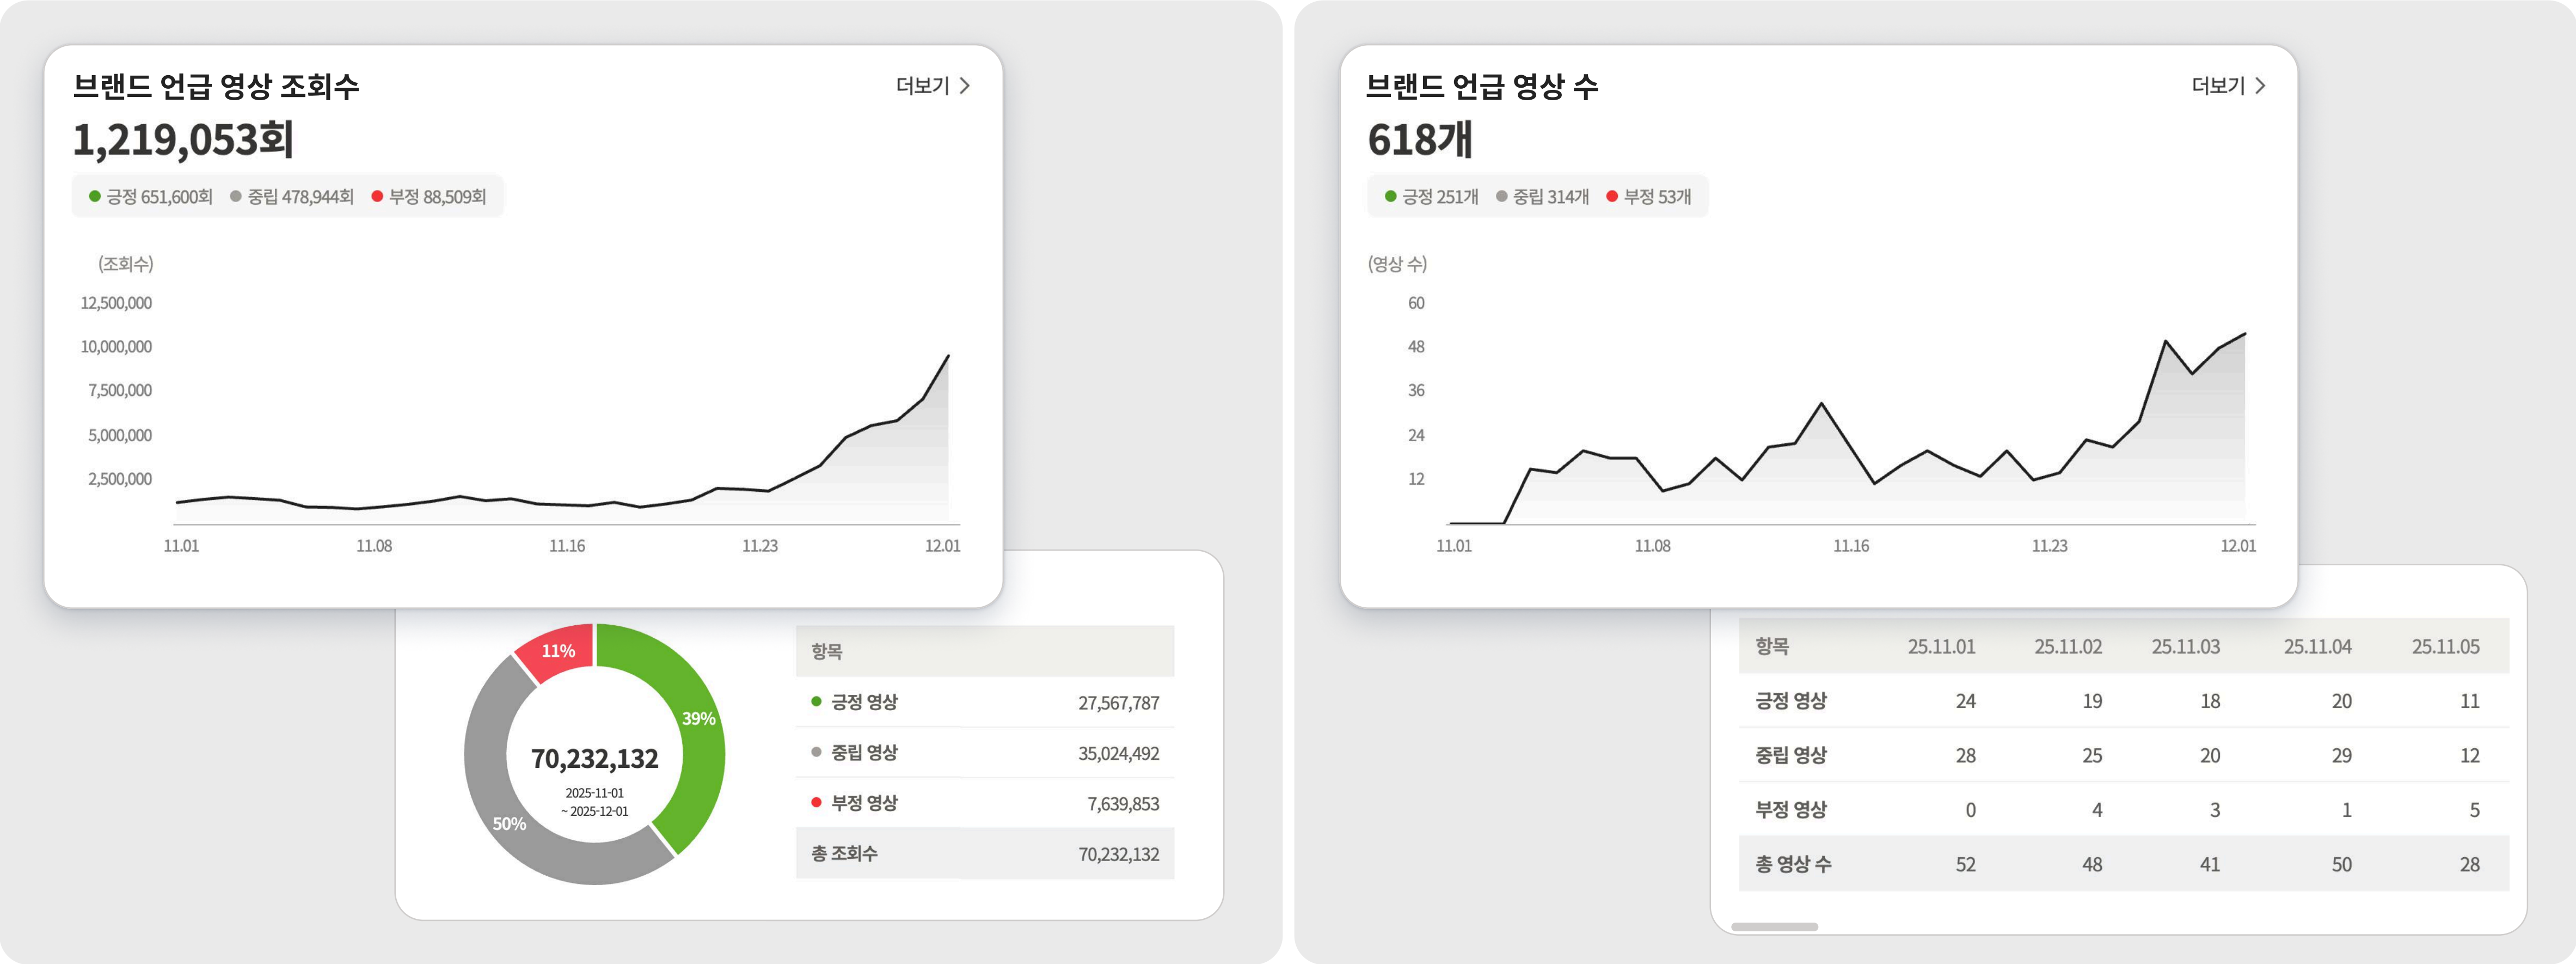 브랜드 언급 영상 조회수
더보기 >
1,219,053회
긍정 651,600회 중립 478,944회 부정 88,509회
(조회수)
12,500,000
10,000,000
7,500,000
5,000,000
2,500,000
11.01 11.08 11.16 11.23 12.01
11%
39%
50%
70,232,132
2025-11-01
~ 2025-12-01
항목
긍정 영상 27,567,787
중립 영상 35,024,492
부정 영상 7,639,853
총 조회수 70,232,132
브랜드 언급 영상 수
더보기 >
618개
긍정 251개 중립 314개 부정 53개
(영상 수)
60
48
36
24
12
11.01 11.08 11.16 11.23 12.01
항목 25.11.01 25.11.02 25.11.03 25.11.04 25.11.05
긍정 영상 24 19 18 20 11
중립 영상 28 25 20 29 12
부정 영상 0 4 3 1 5
총 영상 수 52 48 41 50 28